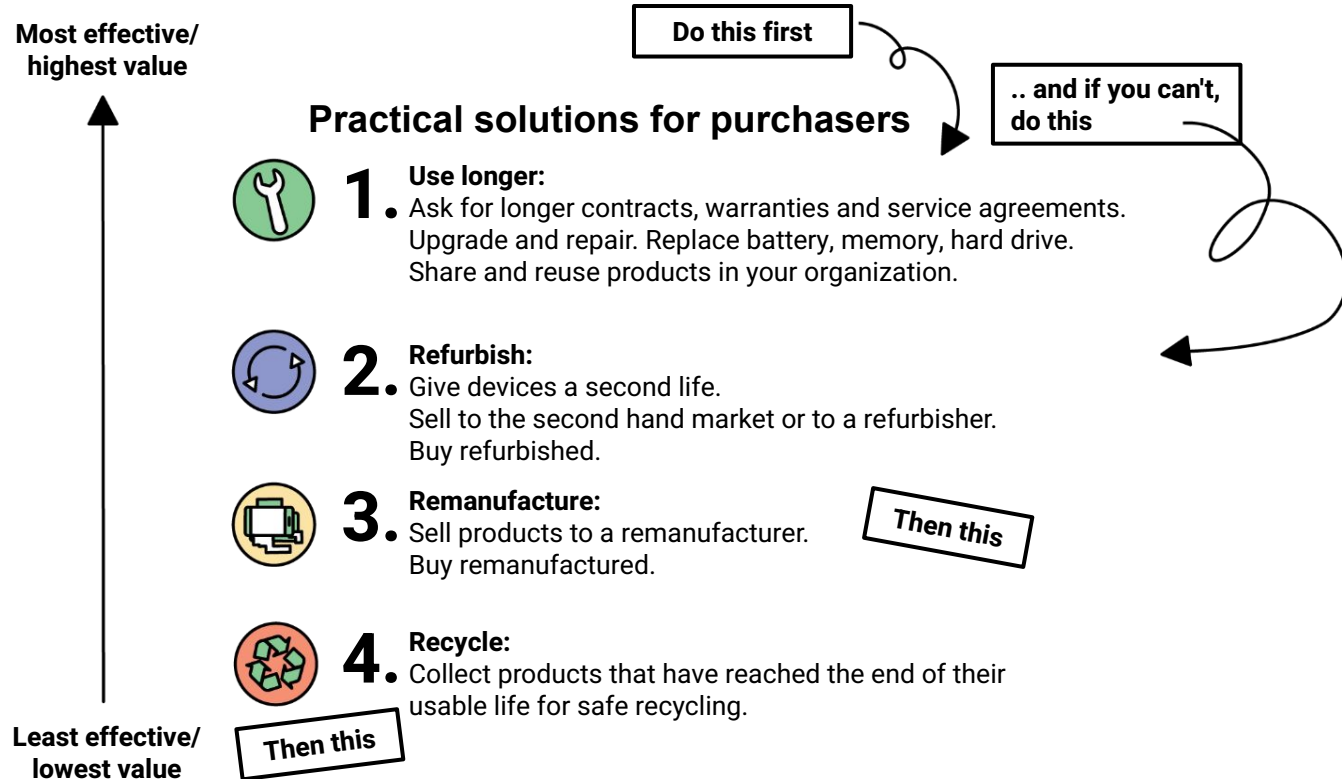 Most effective/
highest value
Do this first
.. and if you can't,
do this
Practical solutions for purchasers
1.
Use longer:
Ask for longer contracts, warranties and service agreements.
Upgrade and repair. Replace battery, memory, hard drive.
Share and reuse products in your organization.
2.
Refurbish:
Give devices a second life.
Sell to the second hand market or to a refurbisher.
Buy refurbished.
3.
Remanufacture:
Sell products to a remanufacturer.
Buy remanufactured.
Then this
4.
Recycle:
Collect products that have reached the end of their
usable life for safe recycling.
Then this
Least effective/
lowest value